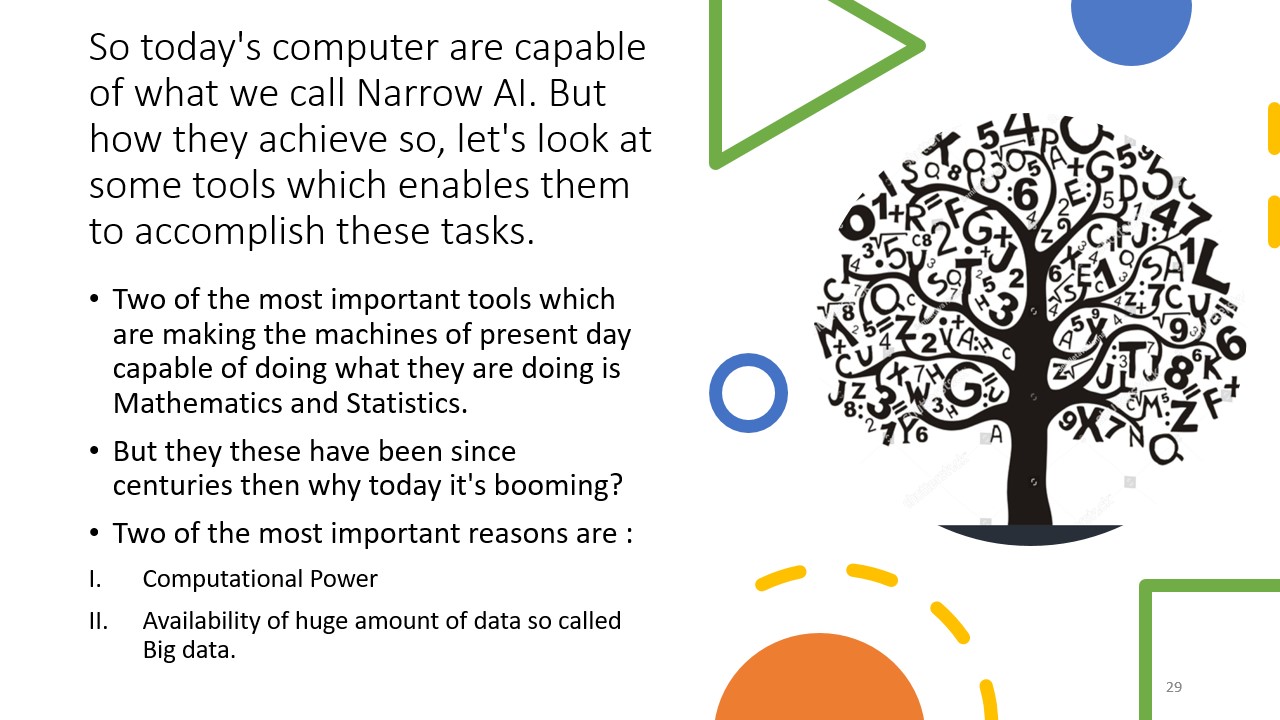 So today's computer are capable
of what we call Narrow AI. But
how they achieve so, let's look at
some tools which enables them
to accomplish these tasks.
• Two of the most important tools which
are making the machines of present day
capable of doing what they are doing is
Mathematics and Statistics.
• But they these have been since
centuries then why today it's booming?
• Two of the most important reasons are :
I. Computational Power
II. Availability of huge amount of data so called
Big data.
29